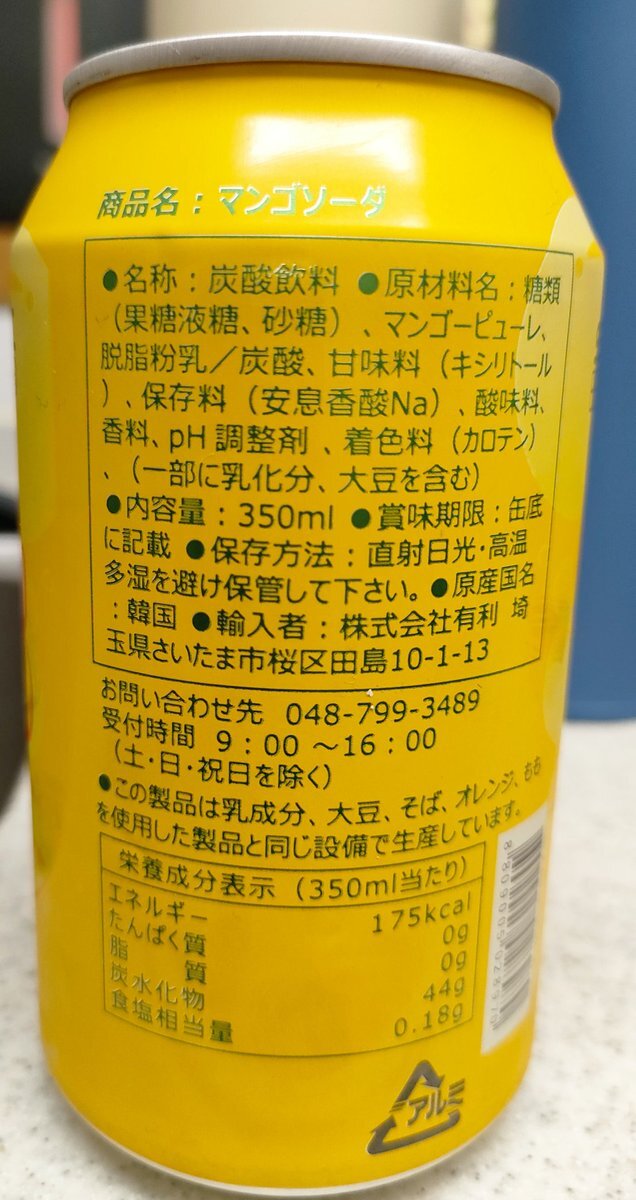 商品名：マンゴソーダ
●名称：炭酸飲料 ●原材料名：糖類
（果糖液糖、砂糖）、マンゴーピューレ、
脱脂粉乳／炭酸、甘味料（キシリトール
）、保存料（安息香酸Na）、酸味料、
香料、pH調整剤、着色料（カロテン）
、（一部に乳化分、大豆を含む）
●内容量：350ml ●賞味期限：缶底
に記載 ●保存方法：直射日光・高温
多湿を避け保管して下さい。●原産国名
：韓国 ●輸入者：株式会社有利 埼
玉県さいたま市桜区田島10-1-13
お問い合わせ先 048-799-3489
受付時間 9：00 ～16：00
（土・日・祝日を除く）
●この製品は乳成分、大豆、そば、オレンジ、もも
を使用した製品と同じ設備で生産しています。
栄養成分表示（350ml当たり）
エネルギー 175kcal
たんぱく質 0g
脂質 0g
炭水化物 44g
食塩相当量 0.18g
アルミ